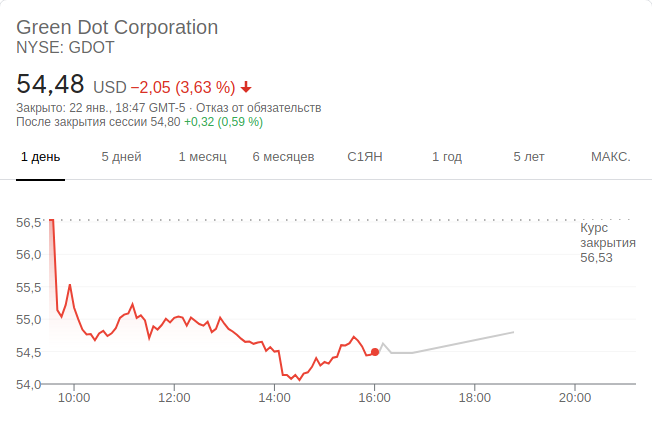 Green Dot Corporation
NYSE: GDOT
54,48 USD −2,05 (3,63 %)
Закрыто: 22 янв., 18:47 GMT-5 · Отказ от обязательств
После закрытия сессии 54,80 +0,32 (0,59 %)
1 день 5 дней 1 месяц 6 месяцев С1ЯН 1 год 5 лет МАКС.
56,5
Курс
закрытия
56,53
56,0
55,5
55,0
54,5
54,0
10:00 12:00 14:00 16:00 18:00 20:00